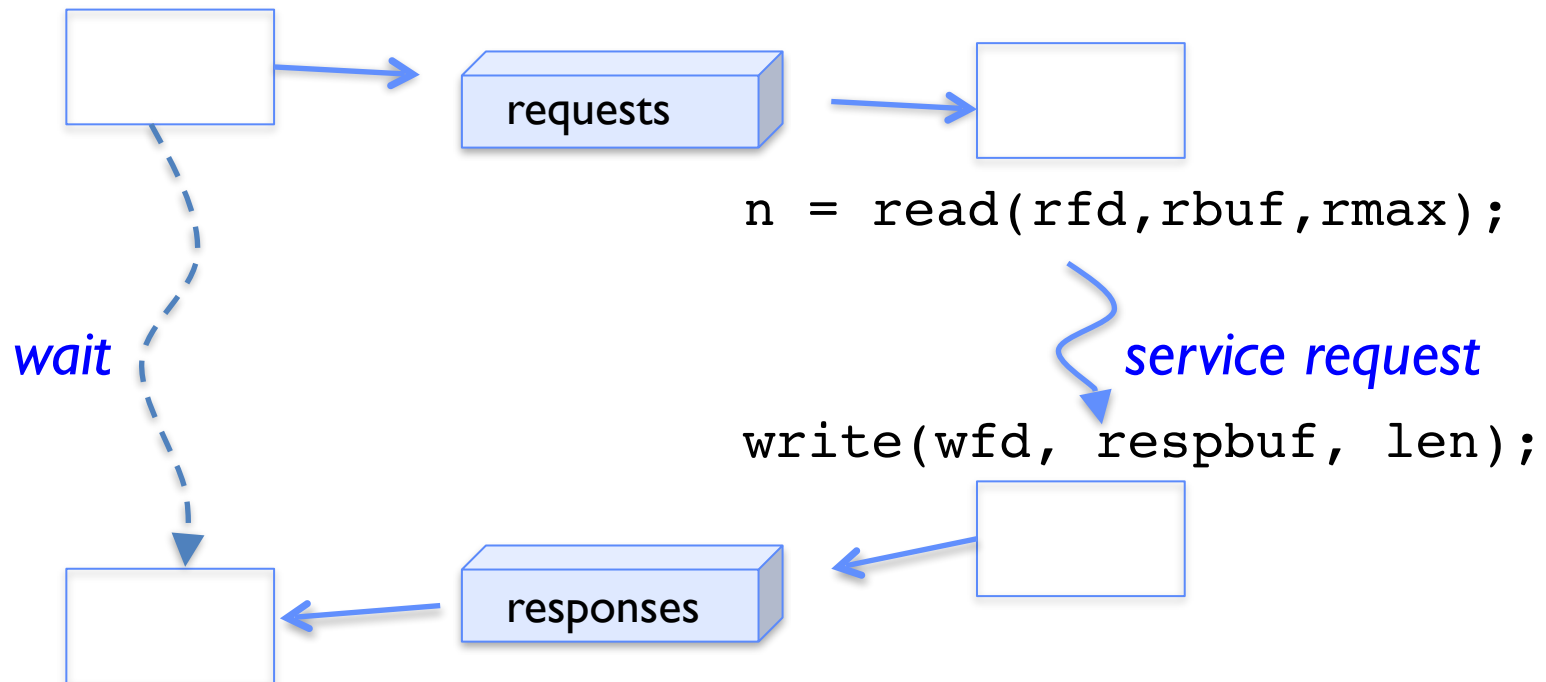 requests
n = read(rfd,rbuf,rmax);
wait
service request
write(wfd, respbuf, len);
responses